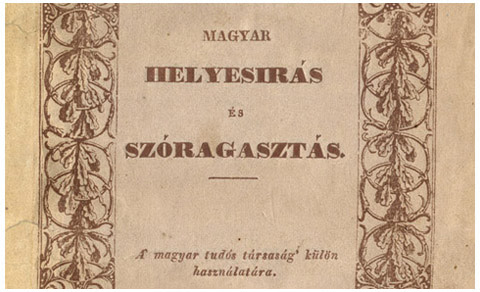 MAGYAR
HELYESIRÁS
ÉS
SZÓRAGASZTÁS.
A' magyar tudós társaság' külön
használatára.